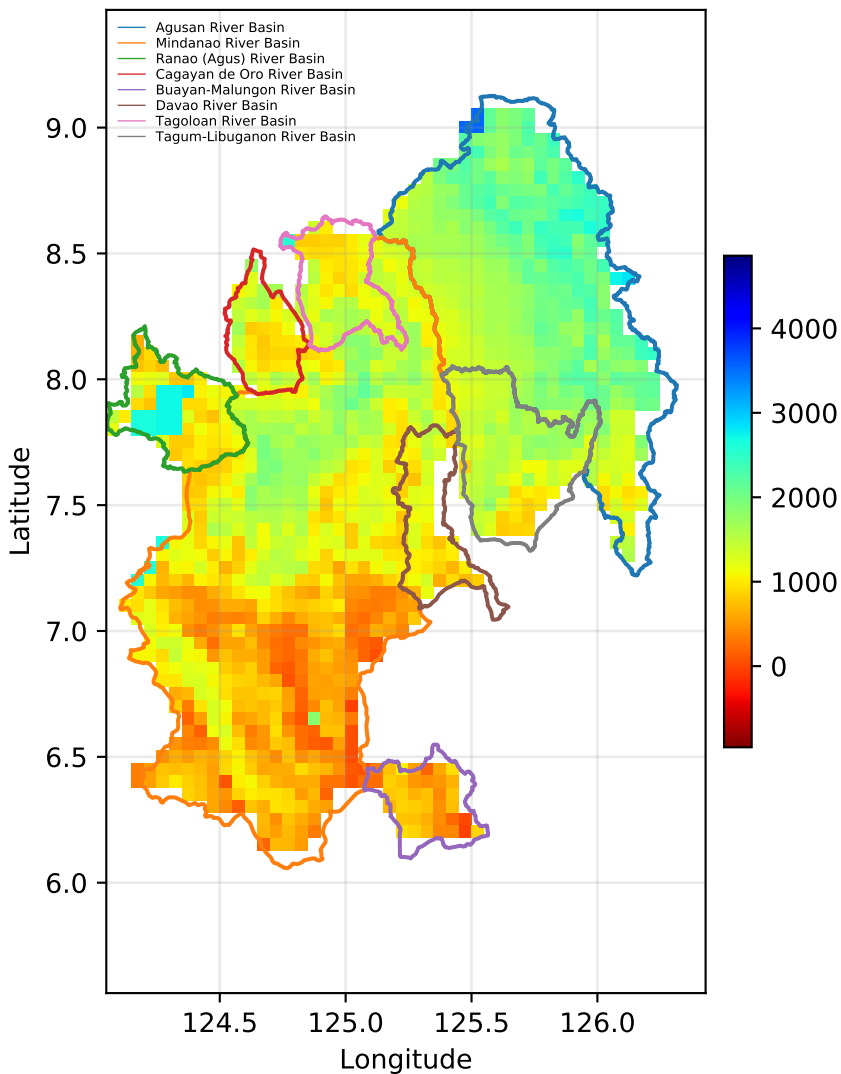 Agusan River Basin
Mindanao River Basin
Ranao (Agus) River Basin
Cagayan de Oro River Basin
Buayan-Malungon River Basin
Davao River Basin
Tagoloan River Basin
Tagum-Libuganon River Basin
9.0
8.5
8.0
7.5
7.0
6.5
6.0
Latitude
124.5 125.0 125.5 126.0
Longitude
4000
3000
2000
1000
0